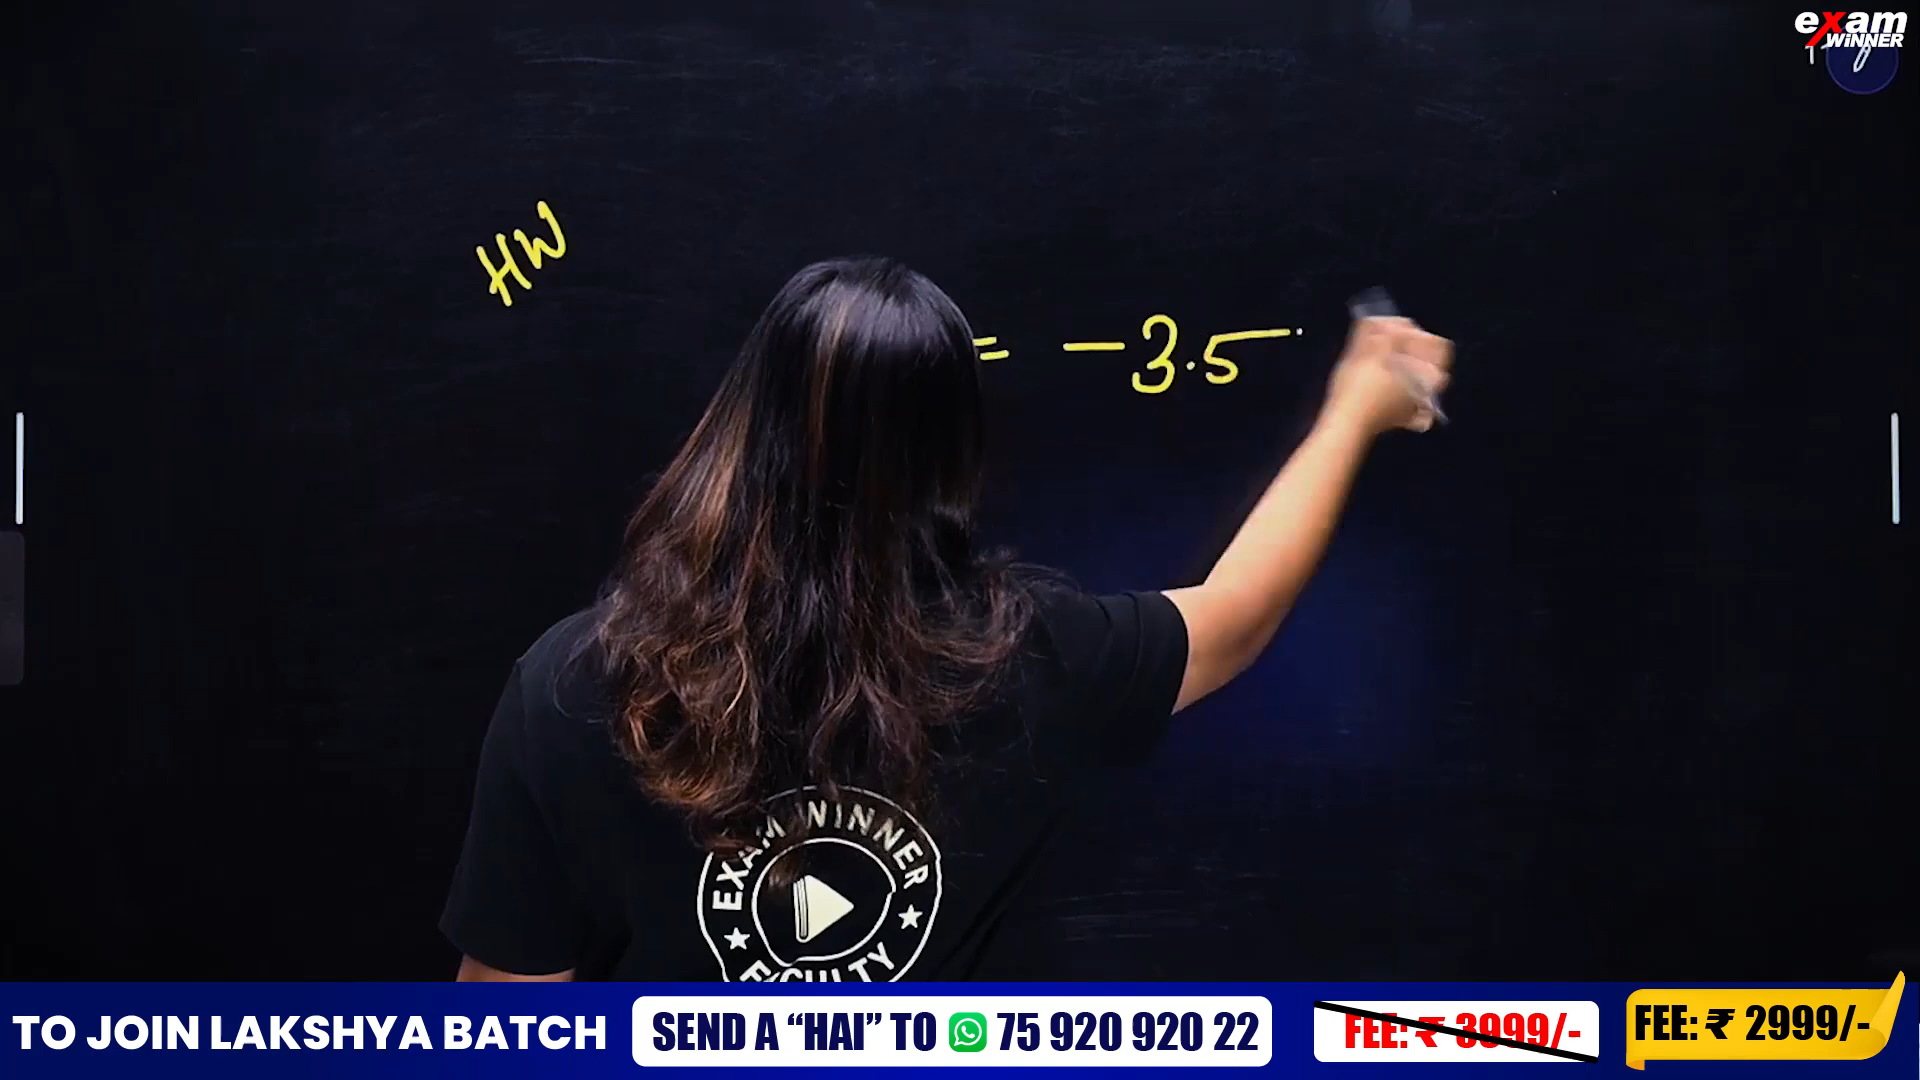 exam
WINNER
HW
= -3.5
EXAM WINNER
FACULTY
TO JOIN LAKSHYA BATCH
SEND A “HAI” TO 75 920 920 22
FEE: ₹ 3999/-
FEE: ₹ 2999/-